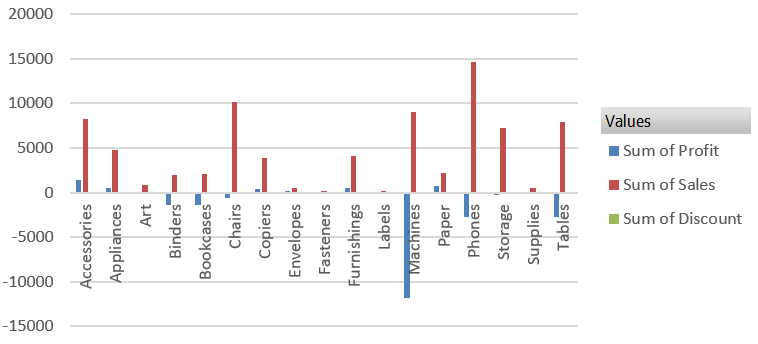 20000
15000
10000
5000
0
-5000
-10000
-15000
Accessories
Appliances
Art
Binders
Bookcases
Chairs
Copiers
Envelopes
Fasteners
Furnishings
Labels
Machines
Paper
Phones
Storage
Supplies
Tables
Values
Sum of Profit
Sum of Sales
Sum of Discount